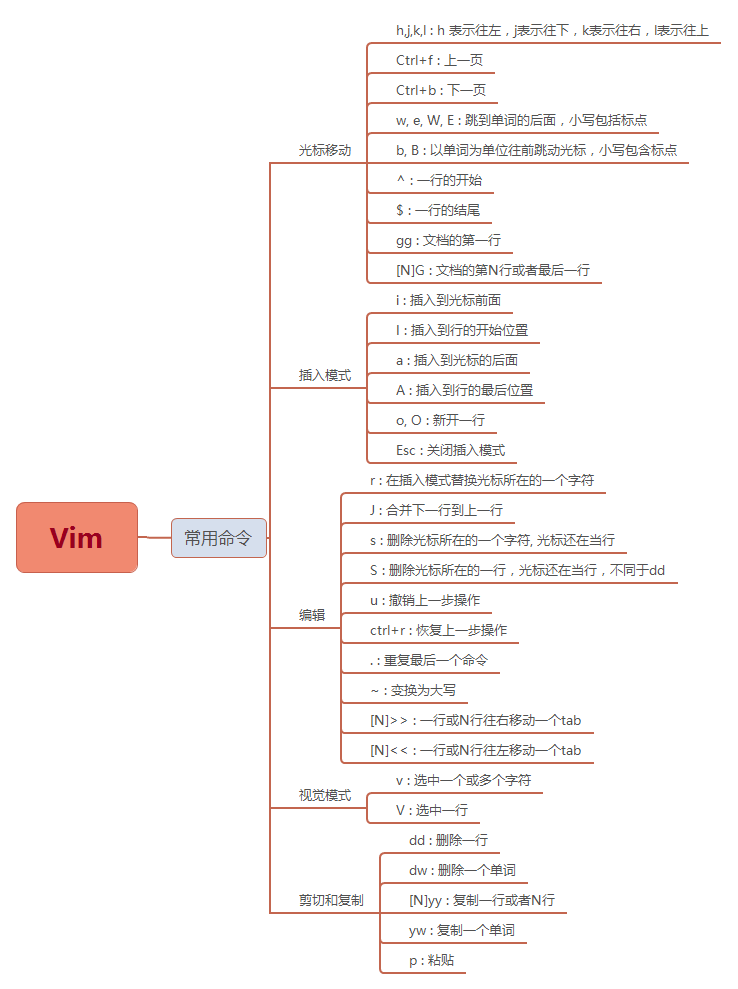 Vim
常用命令
光标移动
h,j,k,l : h 表示往左，j表示往下，k表示往右，l表示往上
Ctrl+f : 上一页
Ctrl+b : 下一页
w, e, W, E : 跳到单词的后面，小写包括标点
b, B : 以单词为单位往前跳动光标，小写包含标点
^ : 一行的开始
$ : 一行的结尾
gg : 文档的第一行
[N]G : 文档的第N行或者最后一行
插入模式
i : 插入到光标前面
I : 插入到行的开始位置
a : 插入到光标的后面
A : 插入到行的最后位置
o, O : 新开一行
Esc : 关闭插入模式
编辑
r : 在插入模式替换光标所在的一个字符
J : 合并下一行到上一行
s : 删除光标所在的一个字符, 光标还在当行
S : 删除光标所在的一行，光标还在当行，不同于dd
u : 撤销上一步操作
ctrl+r : 恢复上一步操作
. : 重复最后一个命令
~ : 变换为大写
[N]>> : 一行或N行往右移动一个tab
[N]<< : 一行或N行往左移动一个tab
视觉模式
v : 选中一个或多个字符
V : 选中一行
剪切和复制
dd : 删除一行
dw : 删除一个单词
[N]yy : 复制一行或者N行
yw : 复制一个单词
p : 粘贴